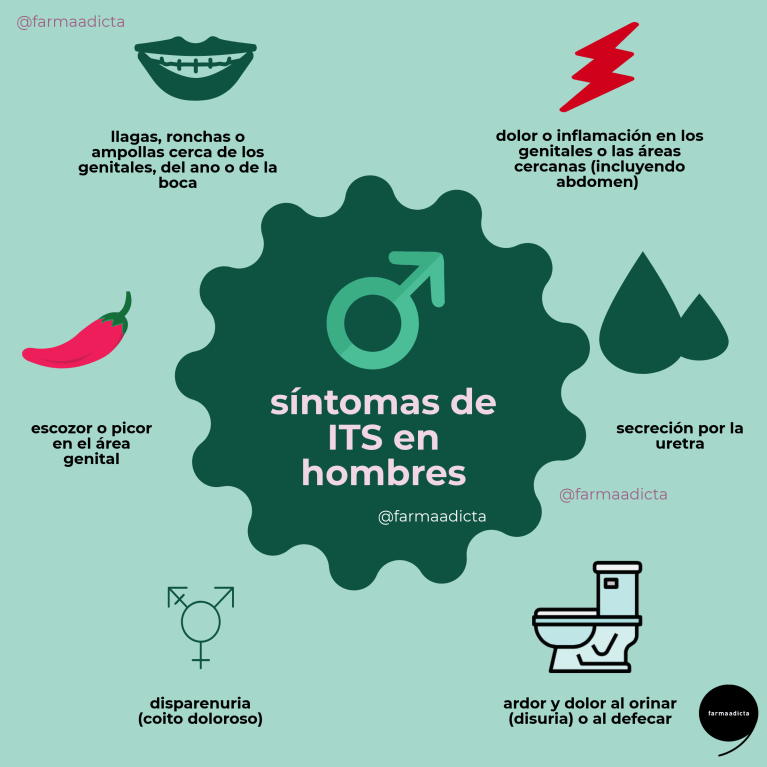 @farmaadicta
llagas, ronchas o
ampollas cerca de los
genitales, del ano o de la
boca
dolor o inflamación en los
genitales o las áreas
cercanas (incluyendo
abdomen)
síntomas de
ITS en
hombres
@farmaadicta
escozor o picor
en el área
genital
secreción por la
uretra
@farmaadicta
disparenuria
(coito doloroso)
ardor y dolor al orinar
(disuria) o al defecar
farmaadicta